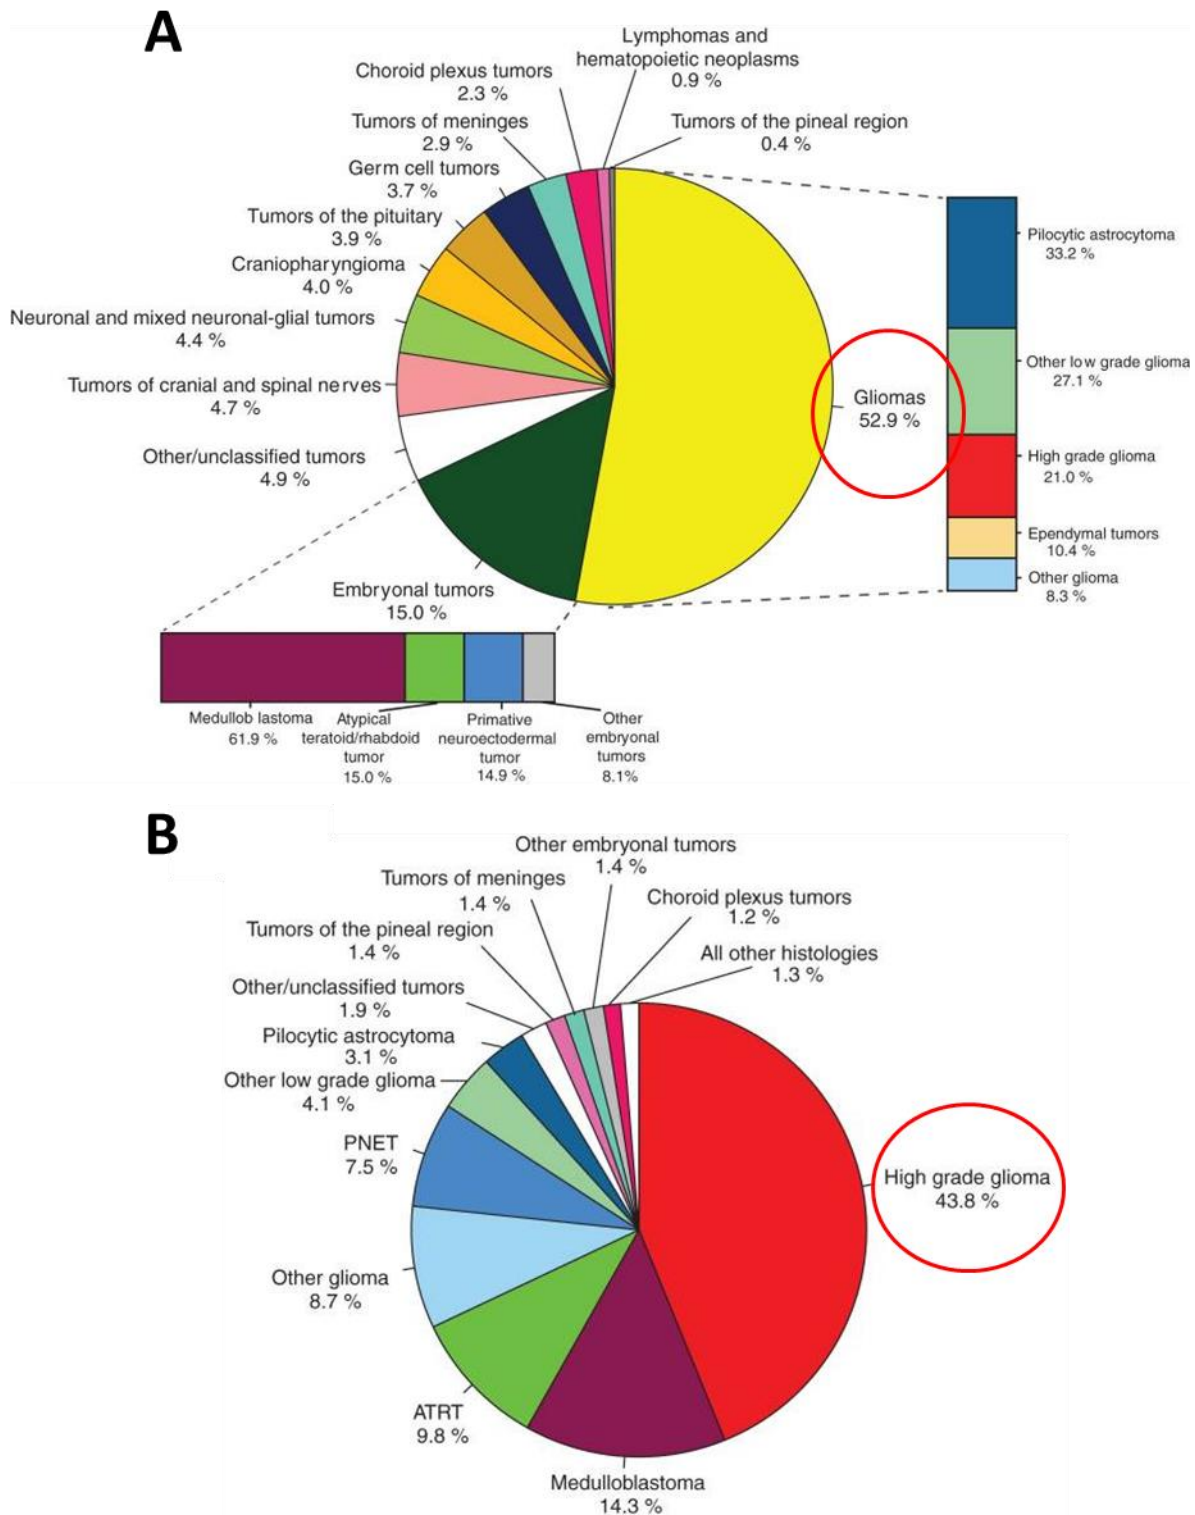 A
Lymphomas and
hematopoietic neoplasms
0.9 %
Choroid plexus tumors
2.3 %
Tumors of meninges
2.9 %
Tumors of the pineal region
0.4 %
Germ cell tumors
3.7 %
Tumors of the pituitary
3.9 %
Craniopharyngioma
4.0 %
Neuronal and mixed neuronal-glial tumors
4.4 %
Tumors of cranial and spinal nerves
4.7 %
Other/unclassified tumors
4.9 %
Embryonal tumors
15.0 %
Gliomas
52.9 %
Pilocytic astrocytoma
33.2 %
Other low grade glioma
27.1 %
High grade glioma
21.0 %
Ependymal tumors
10.4 %
Other glioma
8.3 %
Medullob lastoma
61.9 %
Atypical
teratoid/rhabdoid
tumor
15.0 %
Primative
neuroectodermal
tumor
14.9 %
Other
embryonal
tumors
8.1%
B
Other embryonal tumors
1.4 %
Tumors of meninges
1.4 %
Choroid plexus tumors
1.2 %
Tumors of the pineal region
1.4 %
All other histologies
1.3 %
Other/unclassified tumors
1.9 %
Pilocytic astrocytoma
3.1 %
Other low grade glioma
4.1 %
PNET
7.5 %
Other glioma
8.7 %
ATRT
9.8 %
Medulloblastoma
14.3 %
High grade glioma
43.8 %